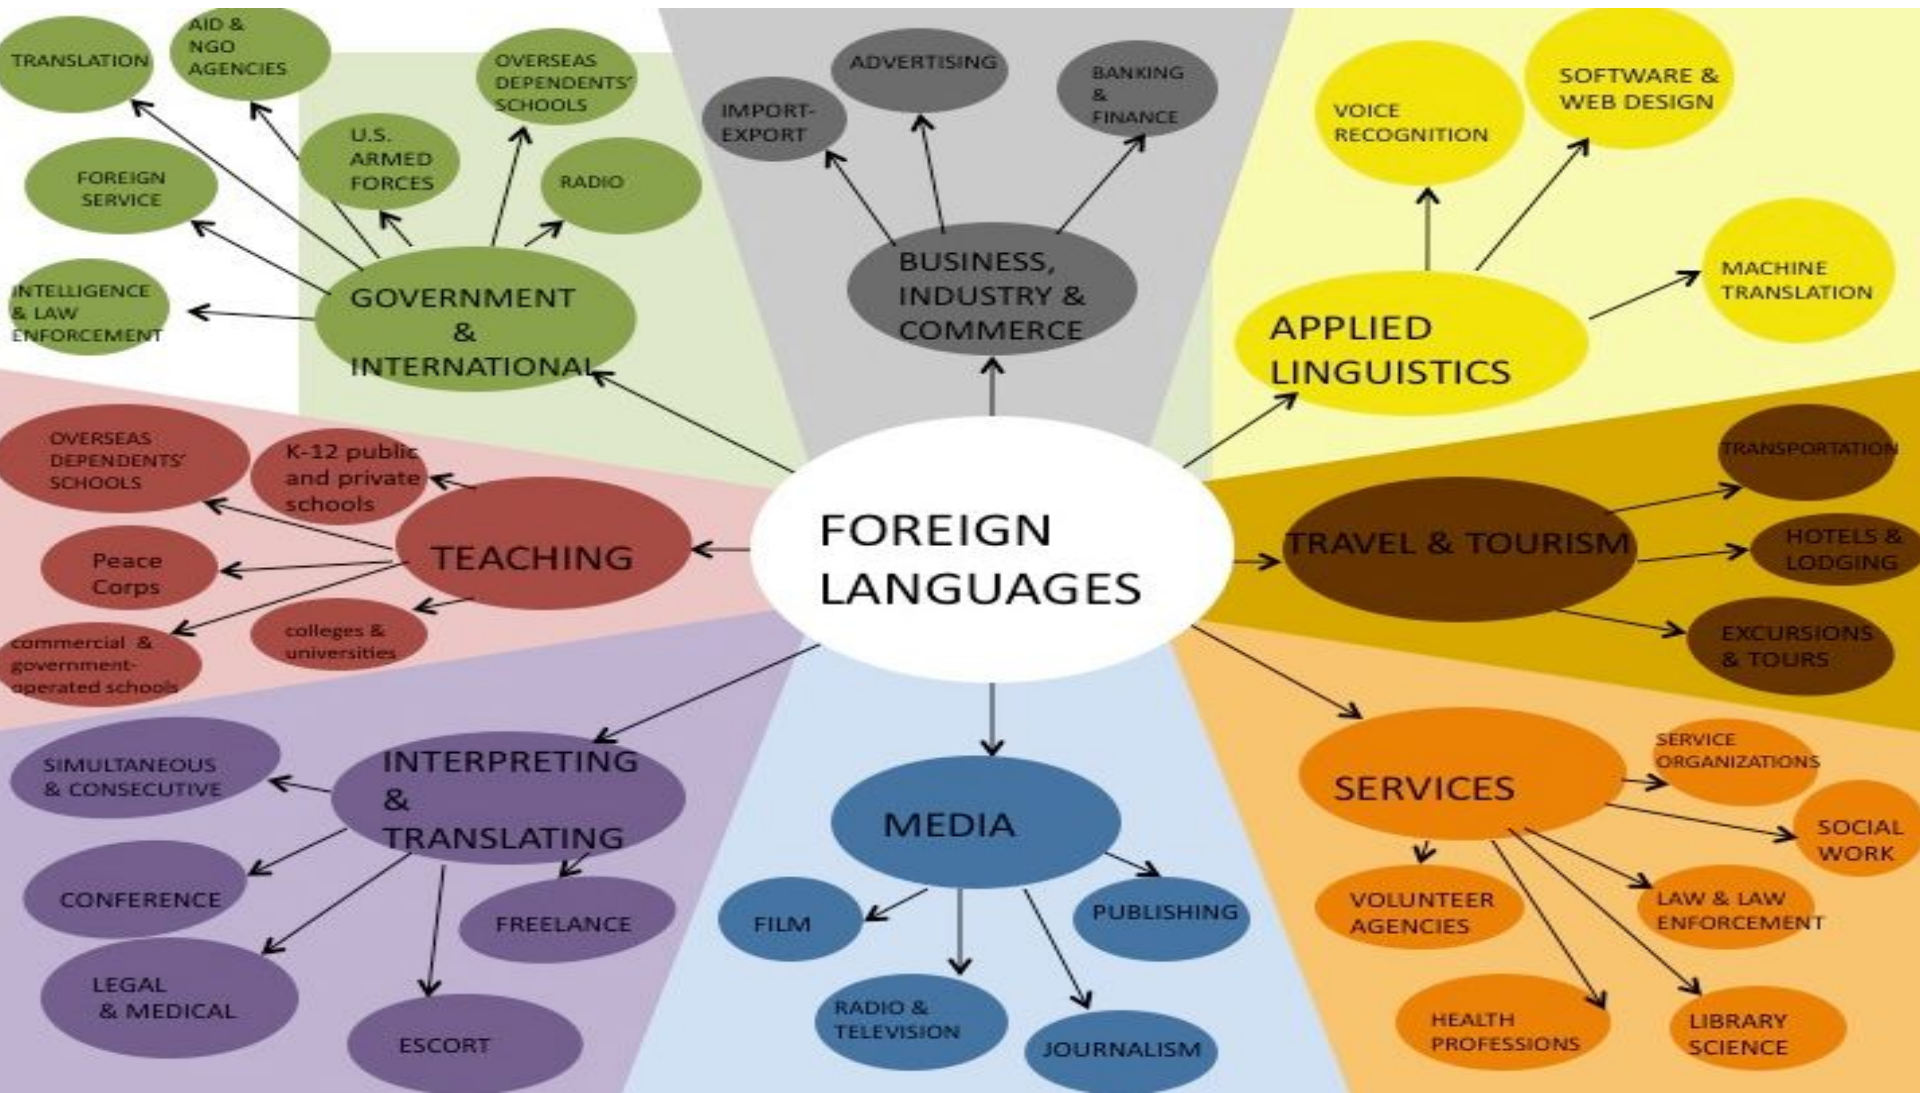 TRANSLATION
AID &
NGO
AGENCIES
OVERSEAS
DEPENDENTS'
SCHOOLS
U.S.
ARMED
FORCES
RADIO
FOREIGN
SERVICE
INTELLIGENCE
& LAW
ENFORCEMENT
GOVERNMENT
&
INTERNATIONAL
IMPORT-
EXPORT
ADVERTISING
BANKING
&
FINANCE
BUSINESS,
INDUSTRY &
COMMERCE
VOICE
RECOGNITION
SOFTWARE &
WEB DESIGN
MACHINE
TRANSLATION
APPLIED
LINGUISTICS
OVERSEAS
DEPENDENTS'
SCHOOLS
K-12 public
and private
schools
Peace
Corps
commercial &
government-
operated schools
colleges &
universities
TEACHING
FOREIGN
LANGUAGES
TRAVEL & TOURISM
TRANSPORTATION
HOTELS &
LODGING
EXCURSIONS
& TOURS
INTERPRETING
&
TRANSLATING
SIMULTANEOUS
& CONSECUTIVE
CONFERENCE
LEGAL
& MEDICAL
ESCORT
FREELANCE
MEDIA
FILM
RADIO &
TELEVISION
JOURNALISM
PUBLISHING
SERVICES
SERVICE
ORGANIZATIONS
SOCIAL
WORK
VOLUNTEER
AGENCIES
LAW & LAW
ENFORCEMENT
HEALTH
PROFESSIONS
LIBRARY
SCIENCE